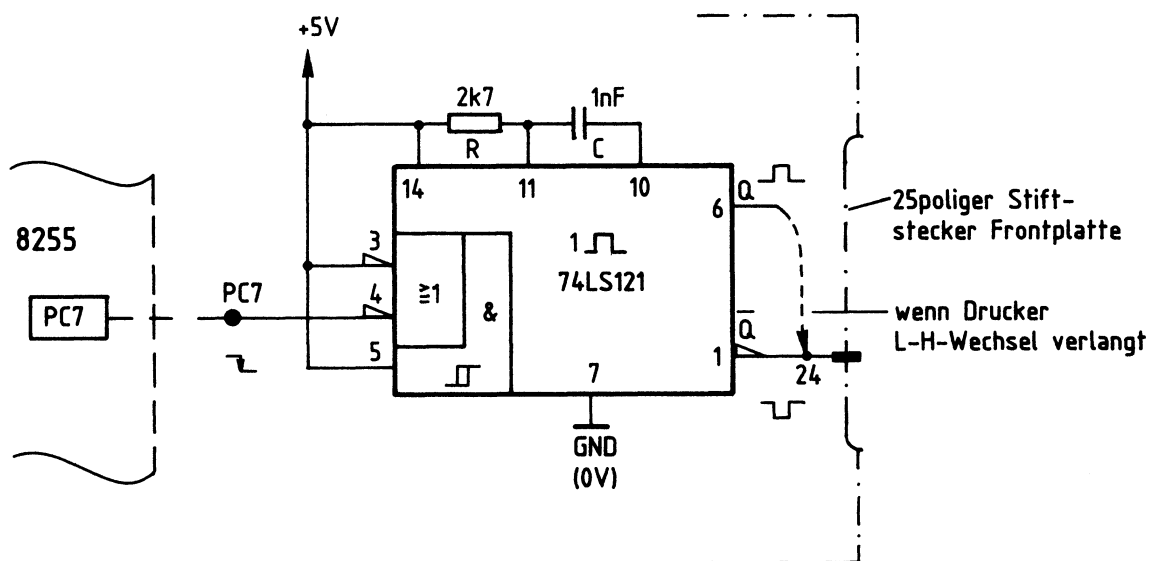 +5V
2k7
1nF
R
C
14
11
10
8255
PC7
PC7
3
4
5
≧1
&
1
74LS121
7
GND
(0V)
6
Q
Q̅
1
24
25poliger Stift-
stecker Frontplatte
wenn Drucker
L-H-Wechsel verlangt